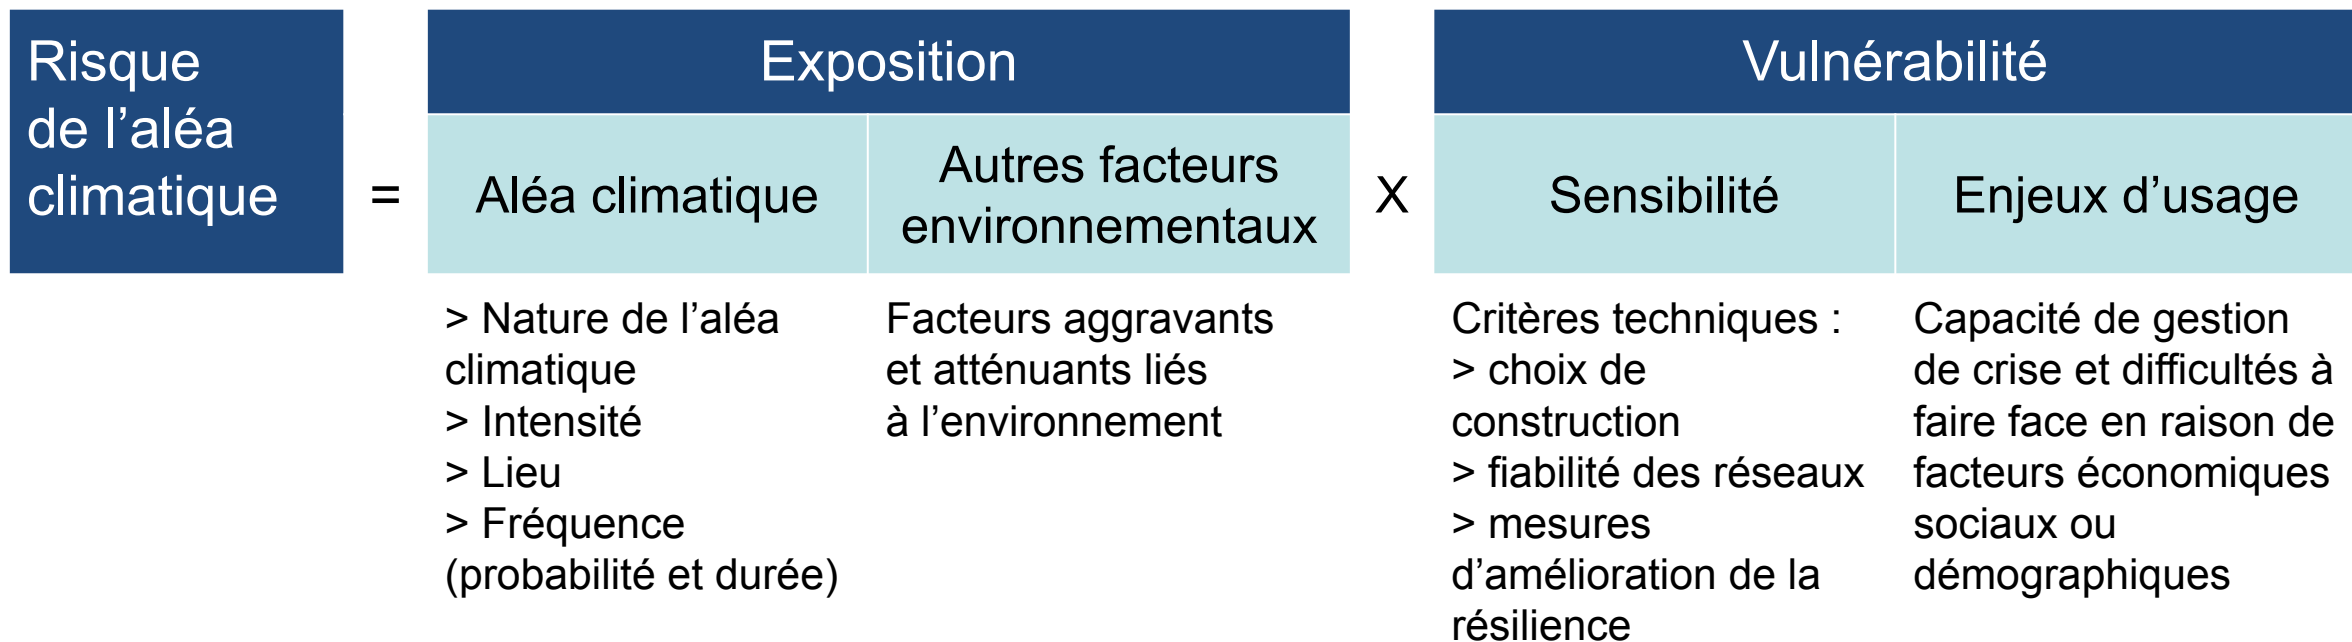 Risque
de l’aléa
climatique
=
Exposition
Aléa climatique
Autres facteurs
environnementaux
X
Vulnérabilité
Sensibilité
Enjeux d’usage
> Nature de l’aléa
climatique
> Intensité
> Lieu
> Fréquence
(probabilité et durée)
Facteurs aggravants
et atténuants liés
à l’environnement
Critères techniques :
> choix de
construction
> fiabilité des réseaux
> mesures
d’amélioration de la
résilience
Capacité de gestion
de crise et difficultés à
faire face en raison de
facteurs économiques
sociaux ou
démographiques